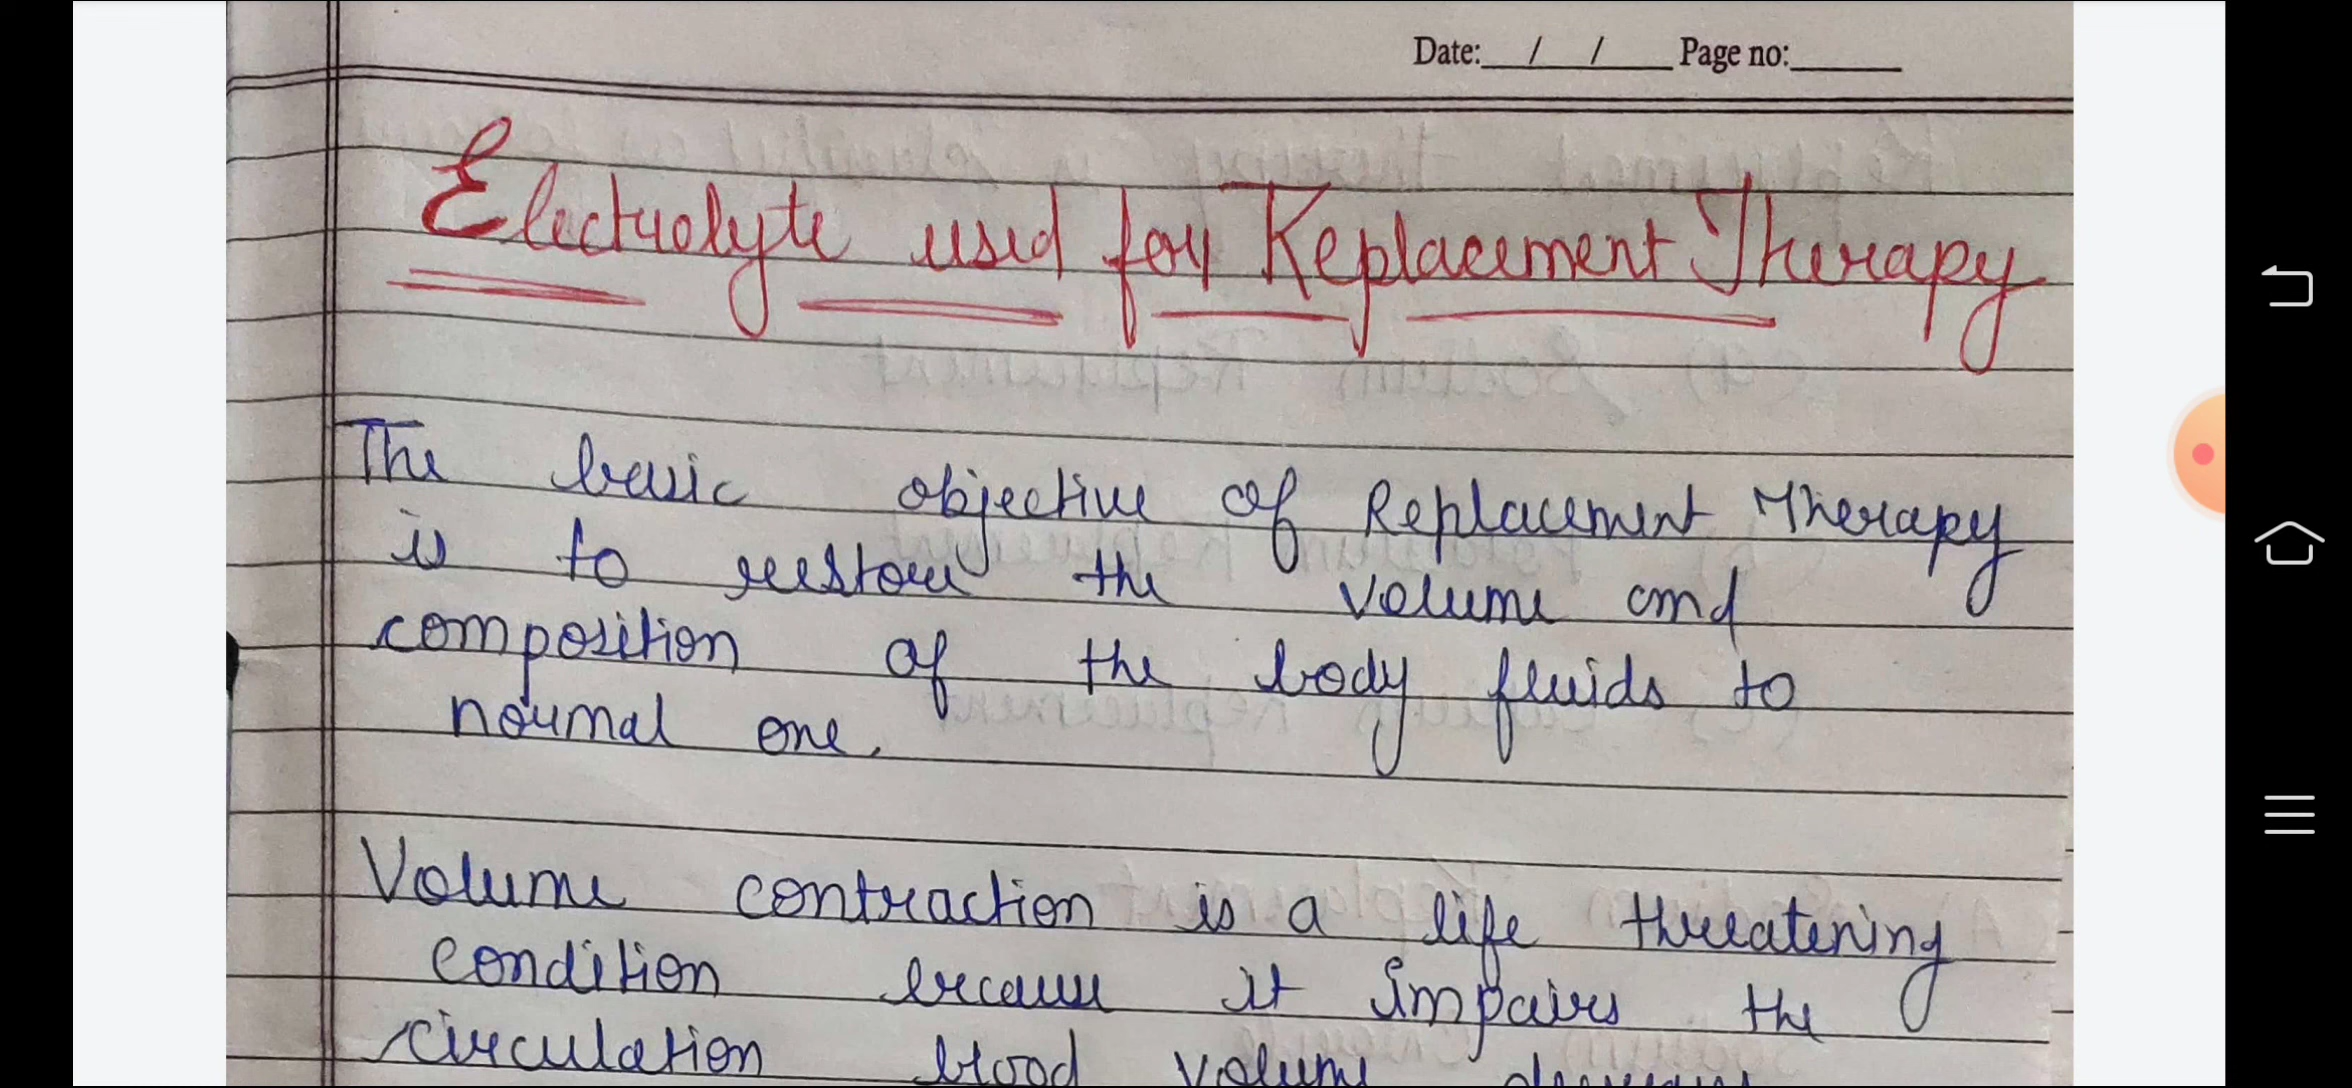 Date: / / Page no:
Electrolyte used for Replacement Therapy
The basic objective of Replacement Therapy
is to restore the volume and
composition of the body fluids to
normal one.
Volume contraction is a life threatening
condition because it impairs the
circulation blood volume